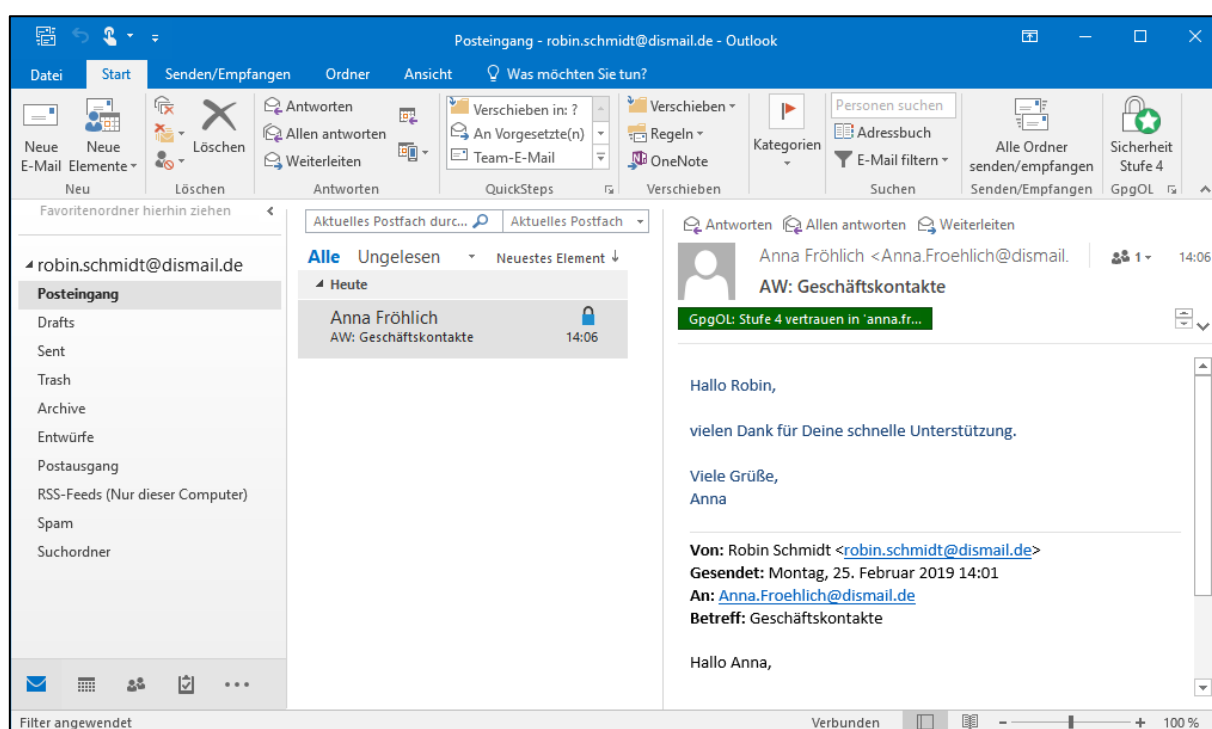 Posteingang - robin.schmidt@dismail.de - Outlook
Datei Start Senden/Empfangen Ordner Ansicht Was möchten Sie tun?
Neue E-Mail
Neue Elemente
Neu
Löschen
Löschen
Antworten
Allen antworten
Weiterleiten
Antworten
Verschieben in: ?
An Vorgesetzte(n)
Team-E-Mail
QuickSteps
Verschieben
Regeln
OneNote
Verschieben
Kategorien
Personen suchen
Adressbuch
E-Mail filtern
Suchen
Alle Ordner
senden/empfangen
Senden/Empfangen
Sicherheit
Stufe 4
GpgOL
Favoritenordner hierhin ziehen
robin.schmidt@dismail.de
Posteingang
Drafts
Sent
Trash
Archive
Entwürfe
Postausgang
RSS-Feeds (Nur dieser Computer)
Spam
Suchordner
Aktuelles Postfach durc... Aktuelles Postfach
Alle Ungelesen Neuestes Element ↓
Heute
Anna Fröhlich
AW: Geschäftskontakte 14:06
Antworten Allen antworten Weiterleiten
Anna Fröhlich <Anna.Froehlich@dismail. 1 14:06
AW: Geschäftskontakte
GpgOL: Stufe 4 vertrauen in 'anna.fr...
Hallo Robin,
vielen Dank für Deine schnelle Unterstützung.
Viele Grüße,
Anna
Von: Robin Schmidt <robin.schmidt@dismail.de>
Gesendet: Montag, 25. Februar 2019 14:01
An: Anna.Froehlich@dismail.de
Betreff: Geschäftskontakte
Hallo Anna,
Filter angewendet Verbunden 100 %